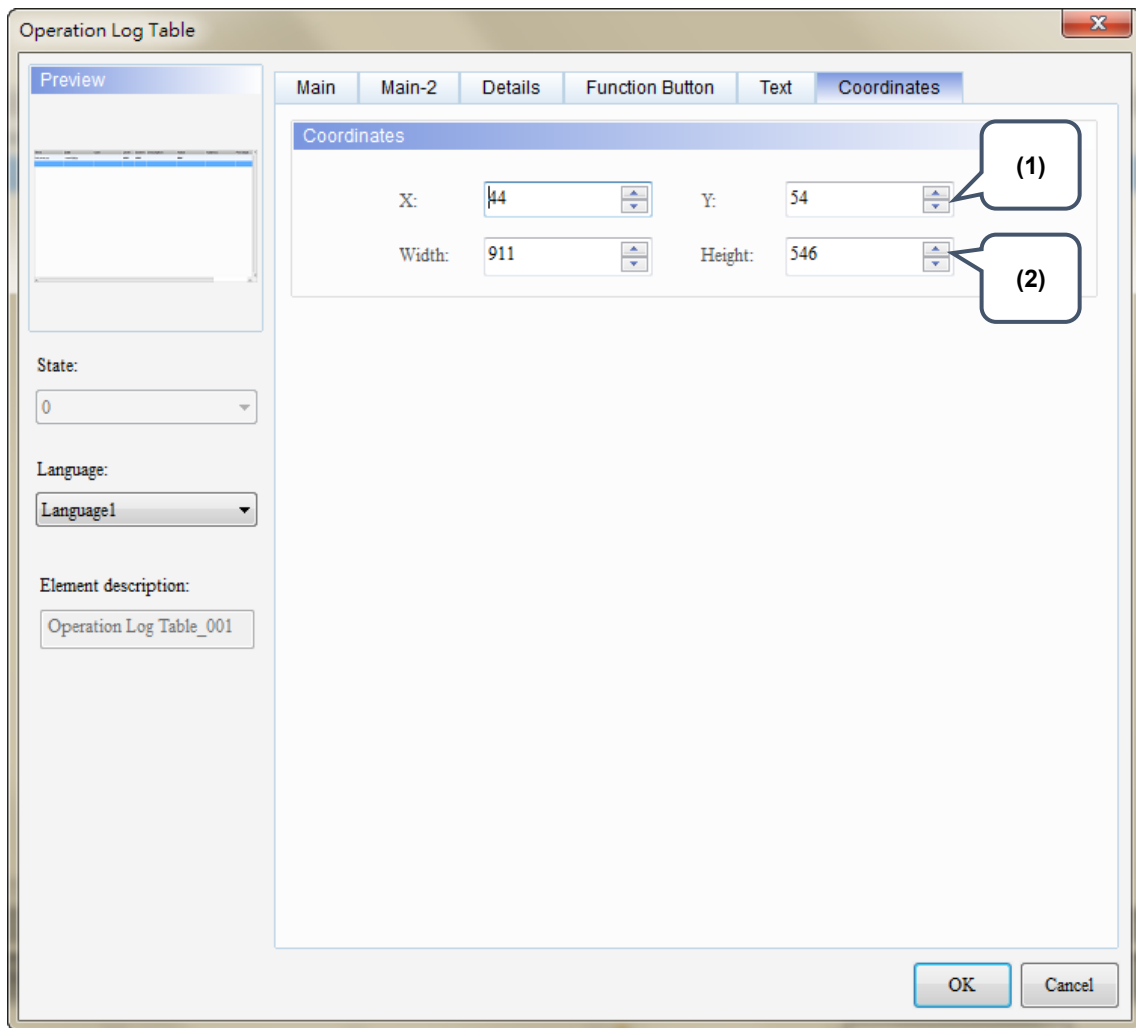 Operation Log Table
Preview
Main Main-2 Details Function Button Text Coordinates
Coordinates
(1)
X: 44 Y: 54
Width: 911 Height: 546
(2)
State:
0
Language:
Language1
Element description:
Operation Log Table_001
OK Cancel